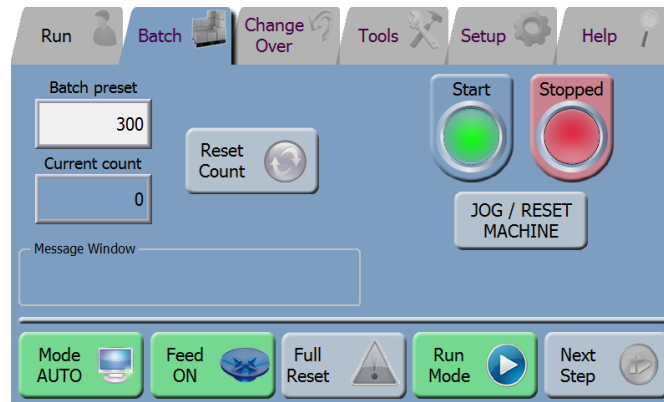 Run
Batch
Change
Over
Tools
Setup
Help
Batch preset
300
Current count
0
Reset
Count
Start
Stopped
JOG / RESET
MACHINE
Message Window
Mode
AUTO
Feed
ON
Full
Reset
Run
Mode
Next
Step